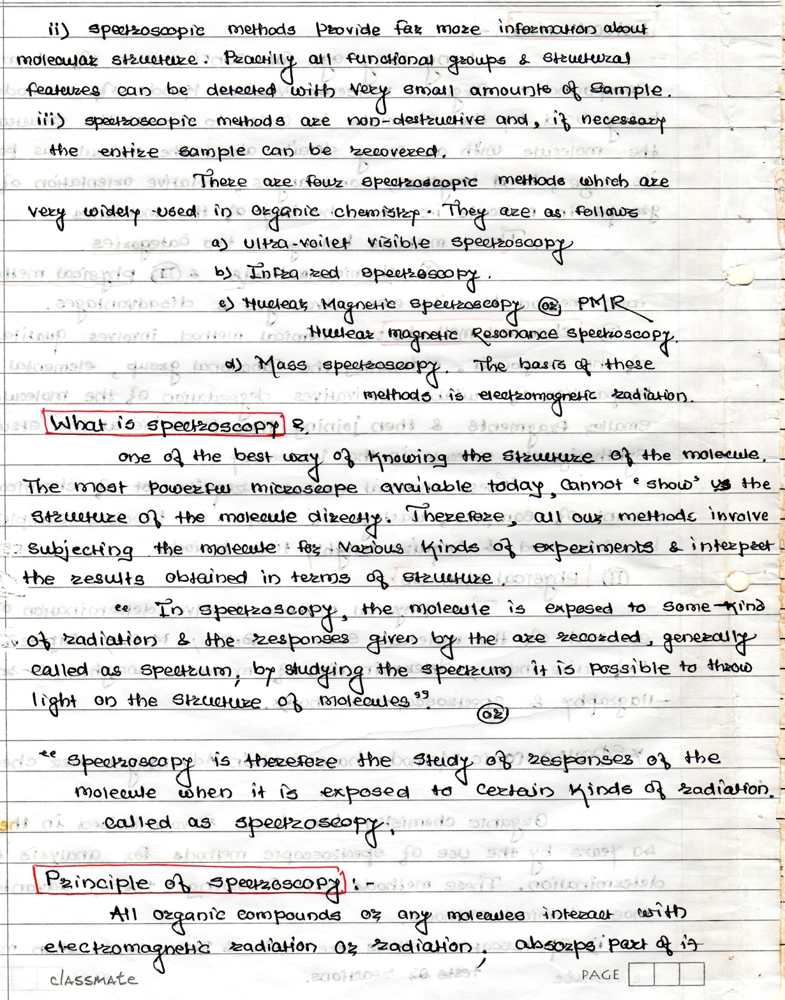 ii) spectroscopic methods provide far more information about
molecular structure. Practilly all functional groups & structural
features can be detected with very small amounts of sample.
iii) spectroscopic methods are non-destructive and, if necessary
the entire sample can be recovered.
There are four spectroscopic methods which are
very widely used in organic chemistry. They are as follows
a) ultra-voilet visible spectroscopy
b) Infra red spectroscopy.
c) Nuclear Magnetic spectroscopy or PMR
Nuclear magnetic Resonance spectroscopy.
d) Mass spectroscopy. The basis of these
methods is electromagnetic radiation.
What is spectroscopy ?
one of the best way of knowing the structure of the molecule.
The most powerful microscope available today, cannot 'show' us the
structure of the molecule directly. Therefore, all our methods involve
subjecting the molecule for various kinds of experiments & interpret
the results obtained in terms of structure.
“ In spectroscopy, the molecule is exposed to some kind
of radiation & the responses given by the are recorded, generally
called as spectrum, by studying the spectrum it is possible to throw
light on the structure of molecules”.
or
“ spectroscopy is therefore the study of responses of the
molecule when it is exposed to certain kinds of radiation.
called as spectroscopy.
Principle of spectroscopy :-
All organic compounds or any molecules interact with
electromagnetic radiation or radiation, absorps part of it
classmate
PAGE